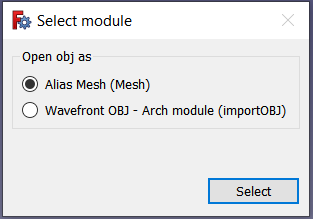 Select module
Open obj as
Alias Mesh (Mesh)
Wavefront OBJ - Arch module (importOBJ)
Select